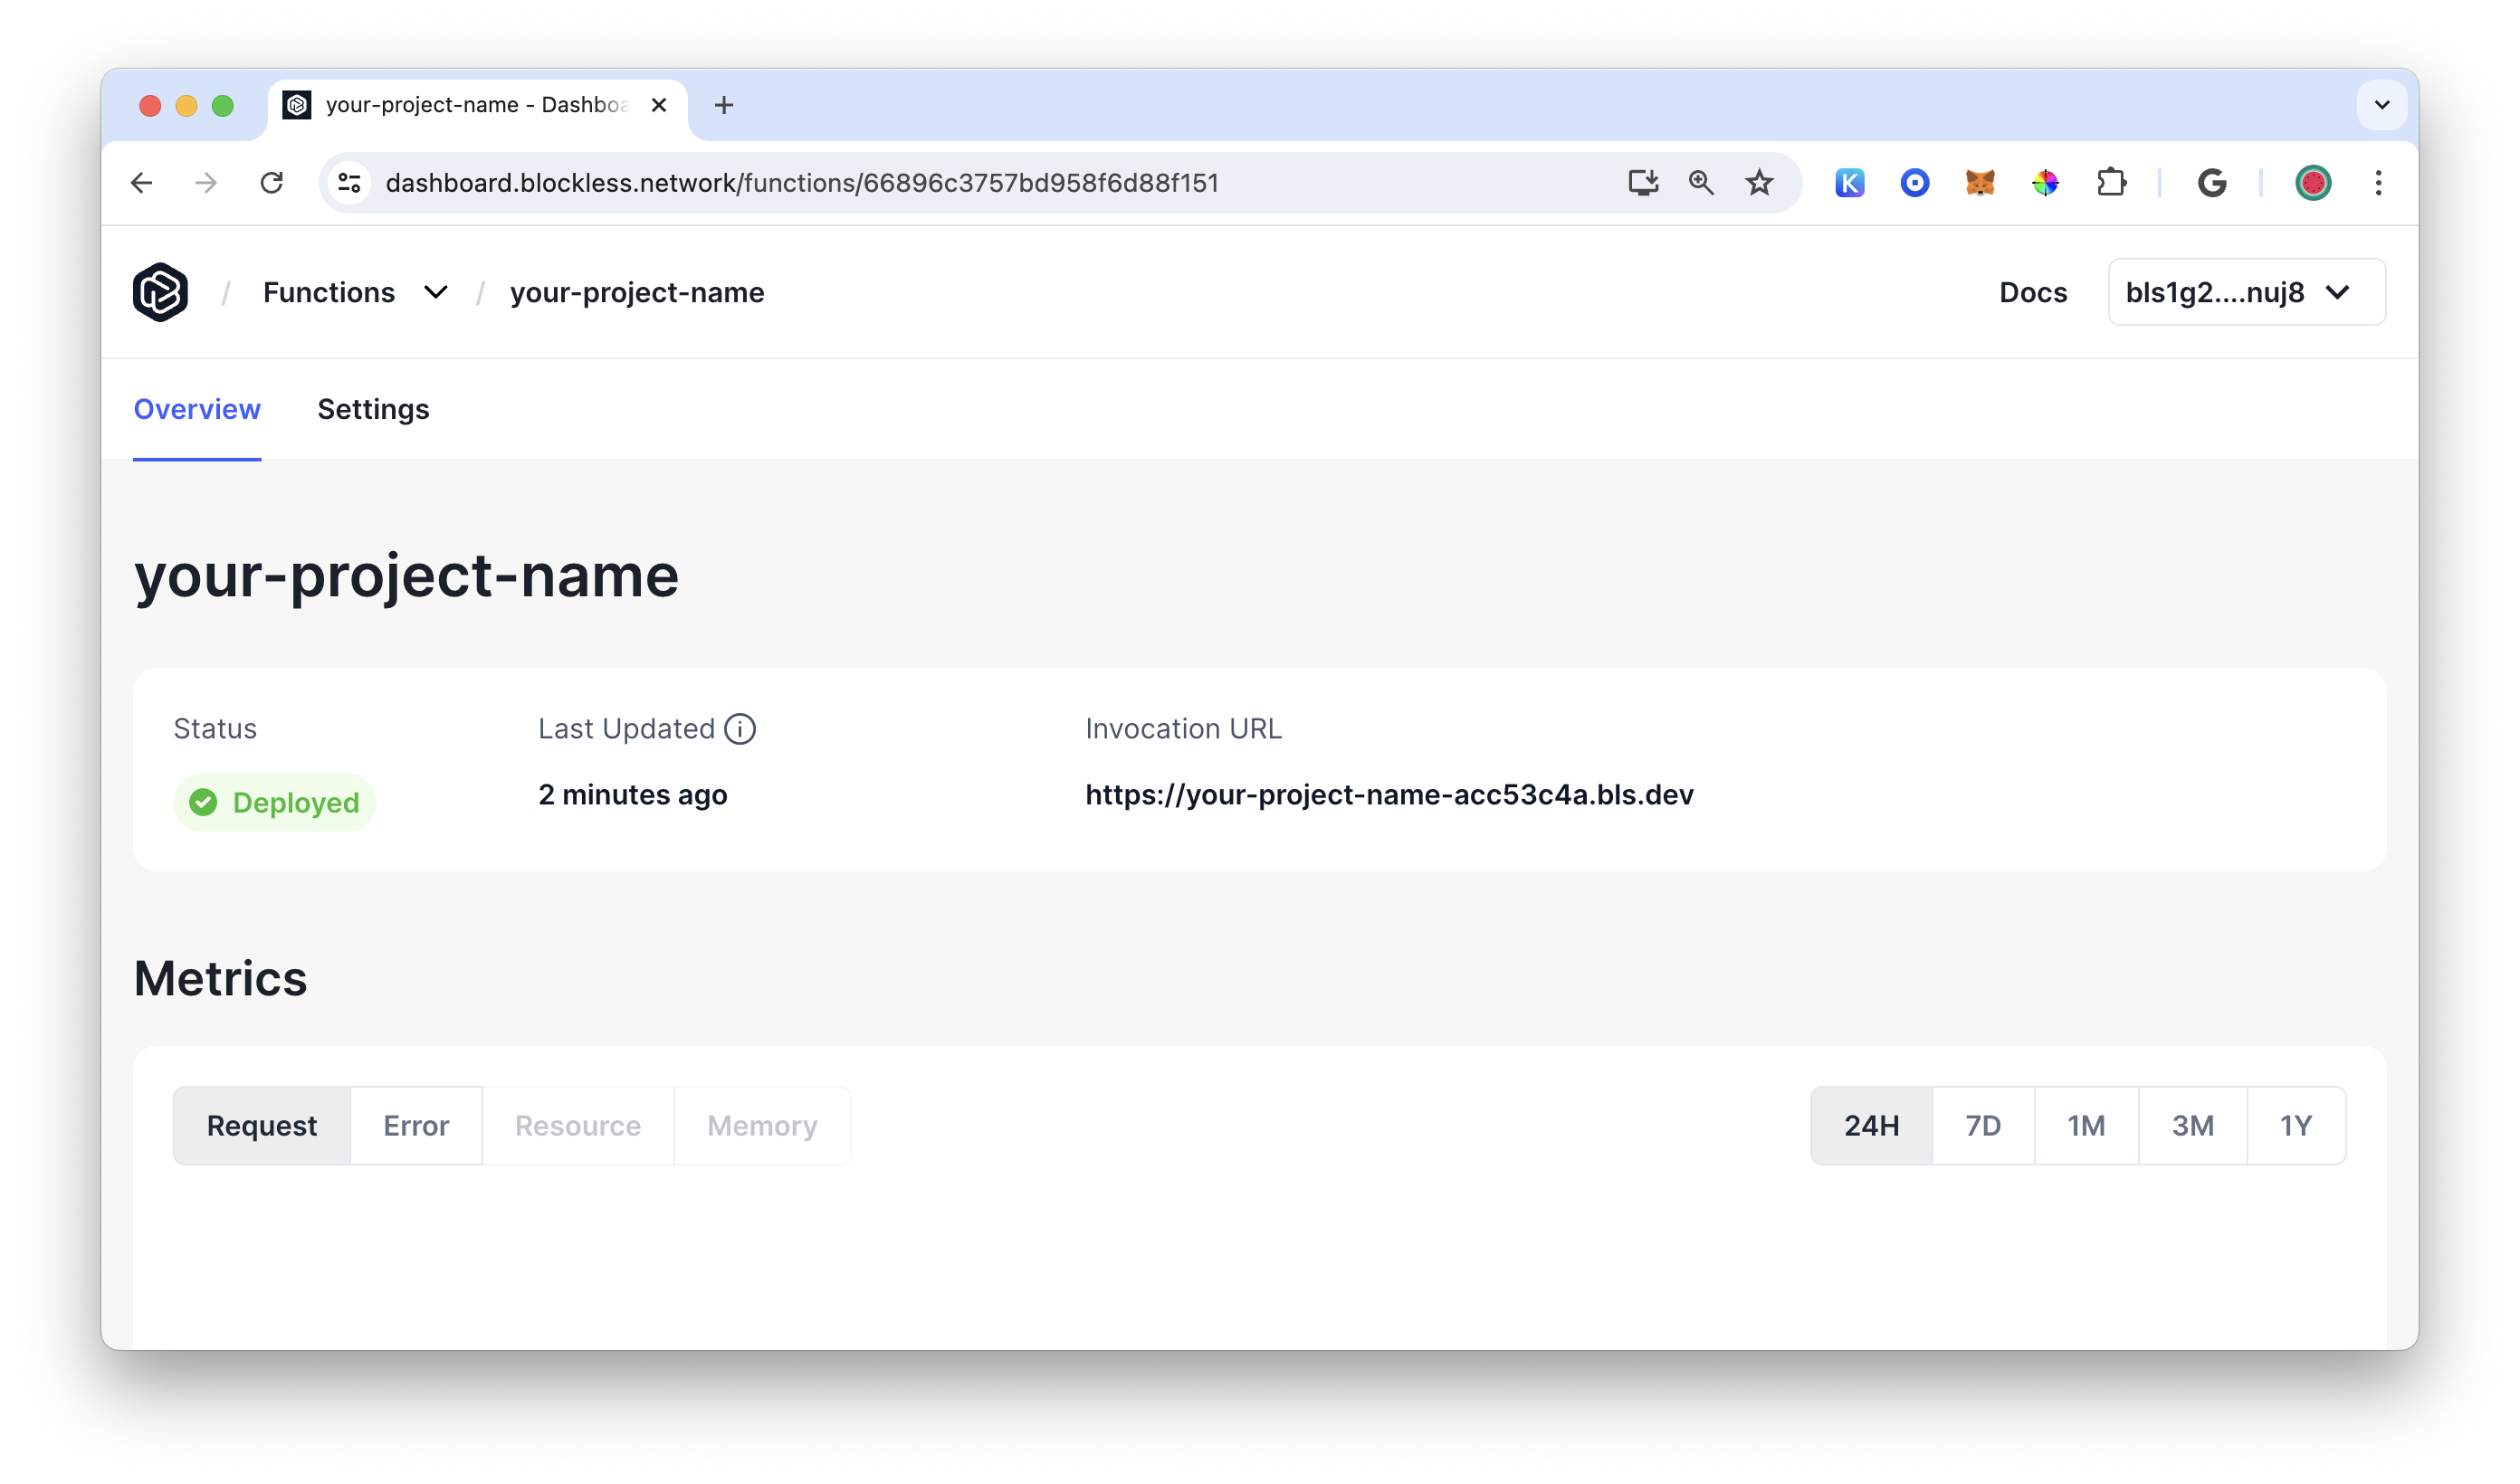 your-project-name - Dashboa
dashboard.blockless.network/functions/66896c3757bd958f6d88f151
/ Functions / your-project-name
Docs
bls1g2....nuj8
Overview
Settings
your-project-name
Status
Last Updated
Invocation URL
Deployed
2 minutes ago
https://your-project-name-acc53c4a.bls.dev
Metrics
Request
Error
Resource
Memory
24H
7D
1M
3M
1Y